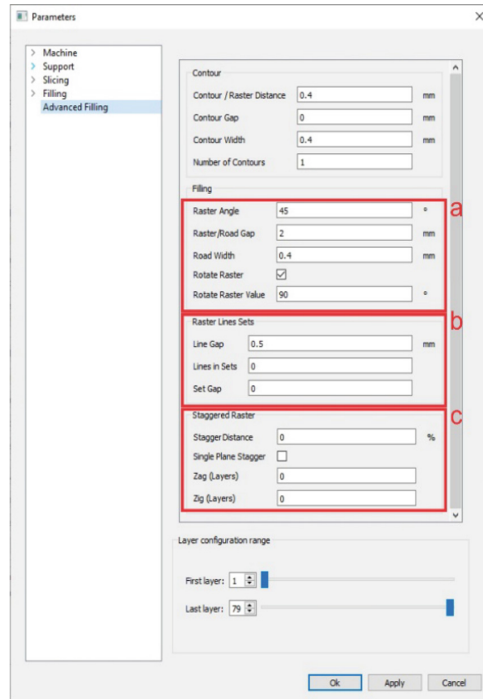 Parameters
Machine
Support
Slicing
Filling
Advanced Filling
Contour
Contour / Raster Distance 0.4 mm
Contour Gap 0 mm
Contour Width 0.4 mm
Number of Contours 1
Filling
a
Raster Angle 45 °
Raster/Road Gap 2 mm
Road Width 0.4 mm
Rotate Raster
Rotate Raster Value 90 °
b
Raster Lines Sets
Line Gap 0.5 mm
Lines in Sets 0
Set Gap 0
c
Staggered Raster
Stagger Distance 0 %
Single Plane Stagger
Zag (Layers) 0
Zig (Layers) 0
Layer configuration range
First layer: 1
Last layer: 79
Ok Apply Cancel